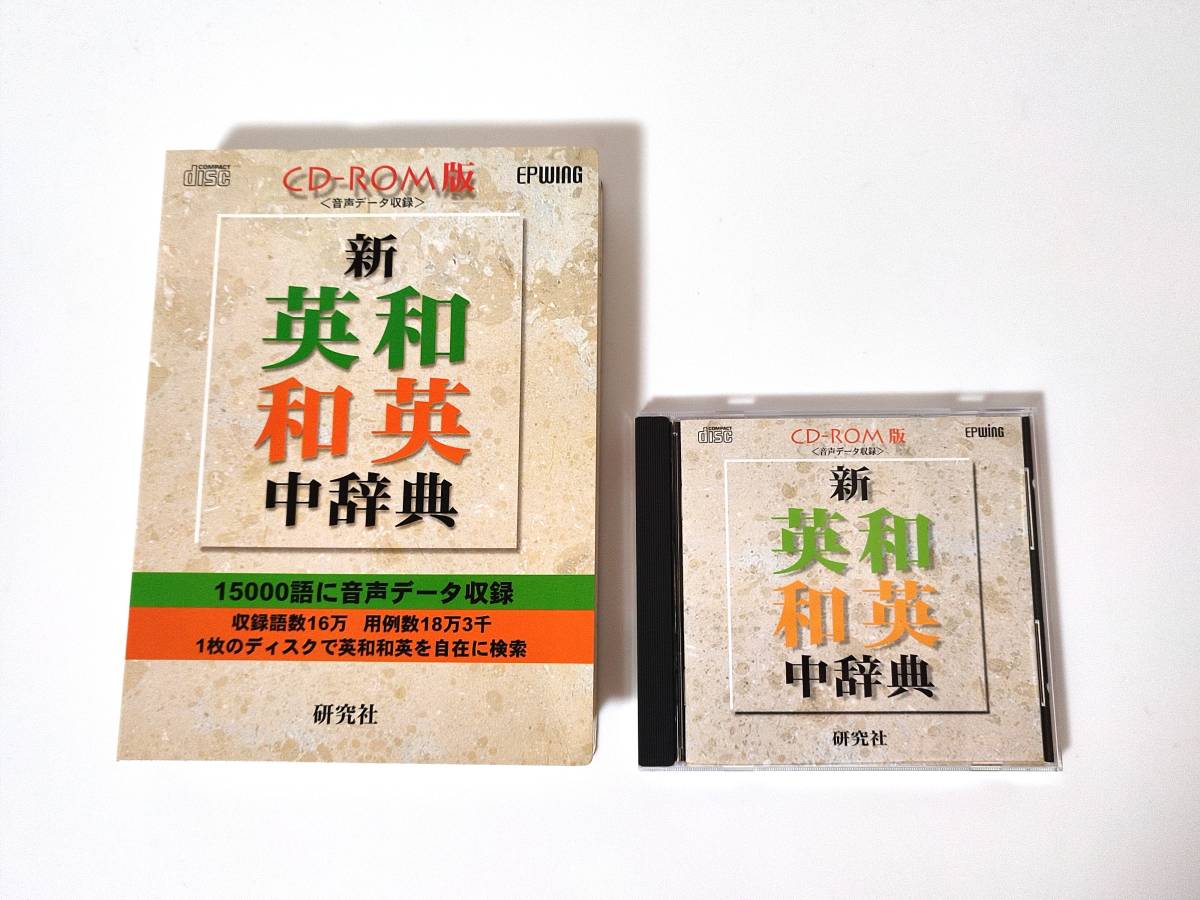 COMPACT
disc
CD-ROM版
EPWING
<音声データ収録>
新
英和
和英
中辞典
15000語に音声データ収録
収録語数16万 用例数18万3千
1枚のディスクで英和和英を自在に検索
研究社
COMPACT
disc
CD-ROM版
EPWING
<音声データ収録>
新
英和
和英
中辞典
研究社